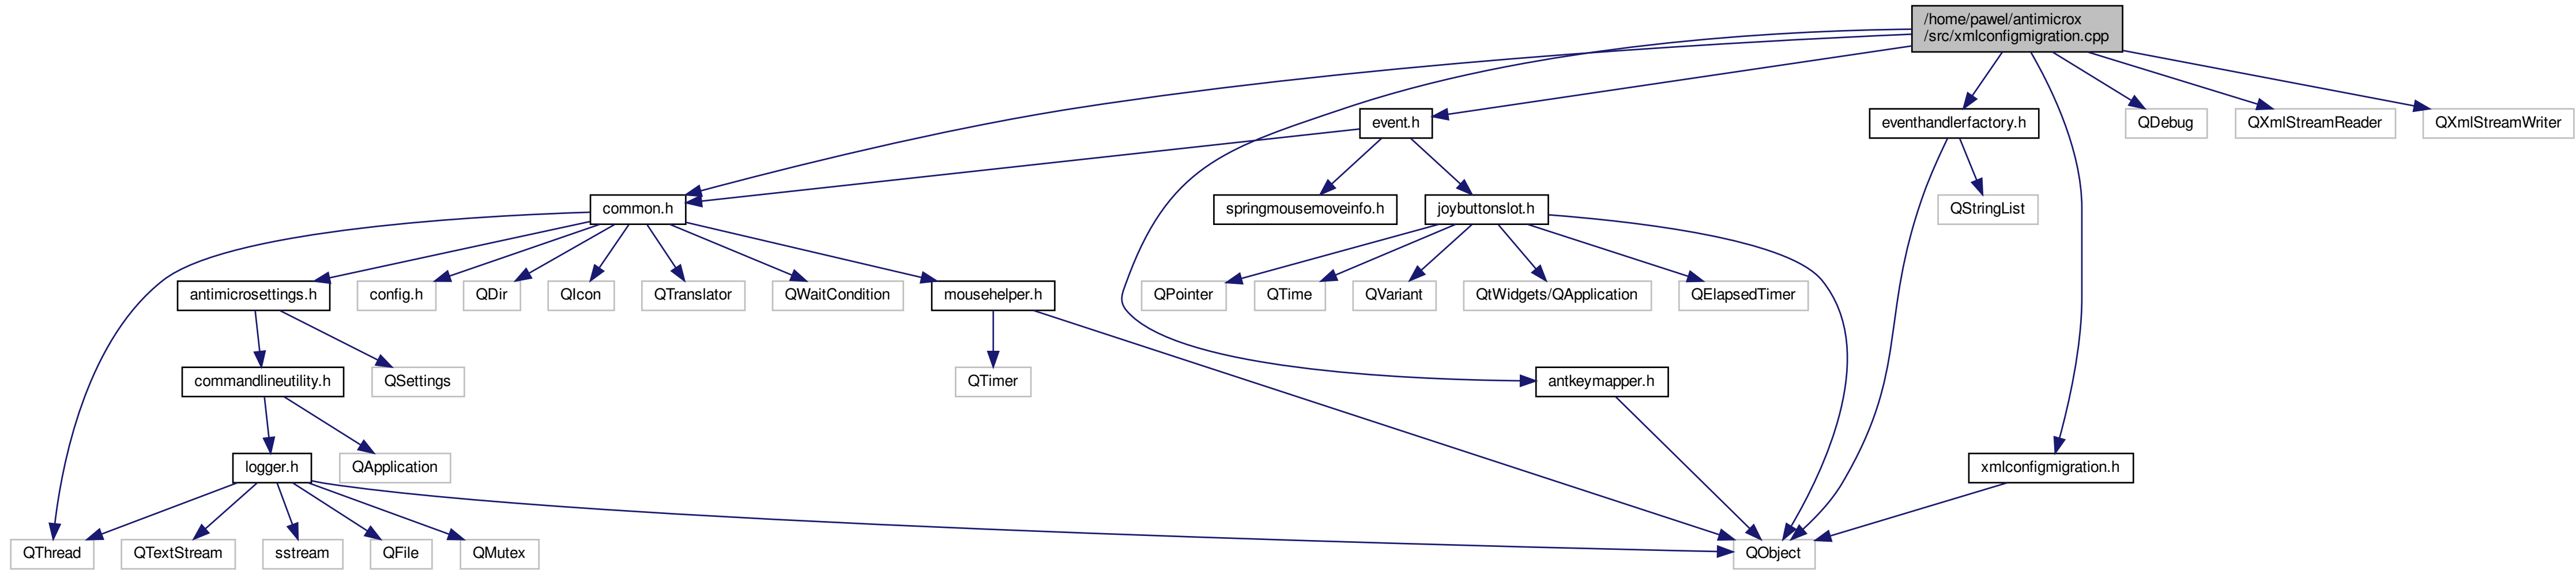 /home/pawel/antimicrox
/src/xmlconfigmigration.cpp
event.h
eventhandlerfactory.h
QDebug
QXmlStreamReader
QXmlStreamWriter
common.h
springmousemoveinfo.h
joybuttonslot.h
QStringList
antimicrosettings.h
config.h
QDir
QIcon
QTranslator
QWaitCondition
mousehelper.h
QPointer
QTime
QVariant
QtWidgets/QApplication
QElapsedTimer
commandlineutility.h
QSettings
QTimer
antkeymapper.h
logger.h
QApplication
xmlconfigmigration.h
QThread
QTextStream
sstream
QFile
QMutex
QObject